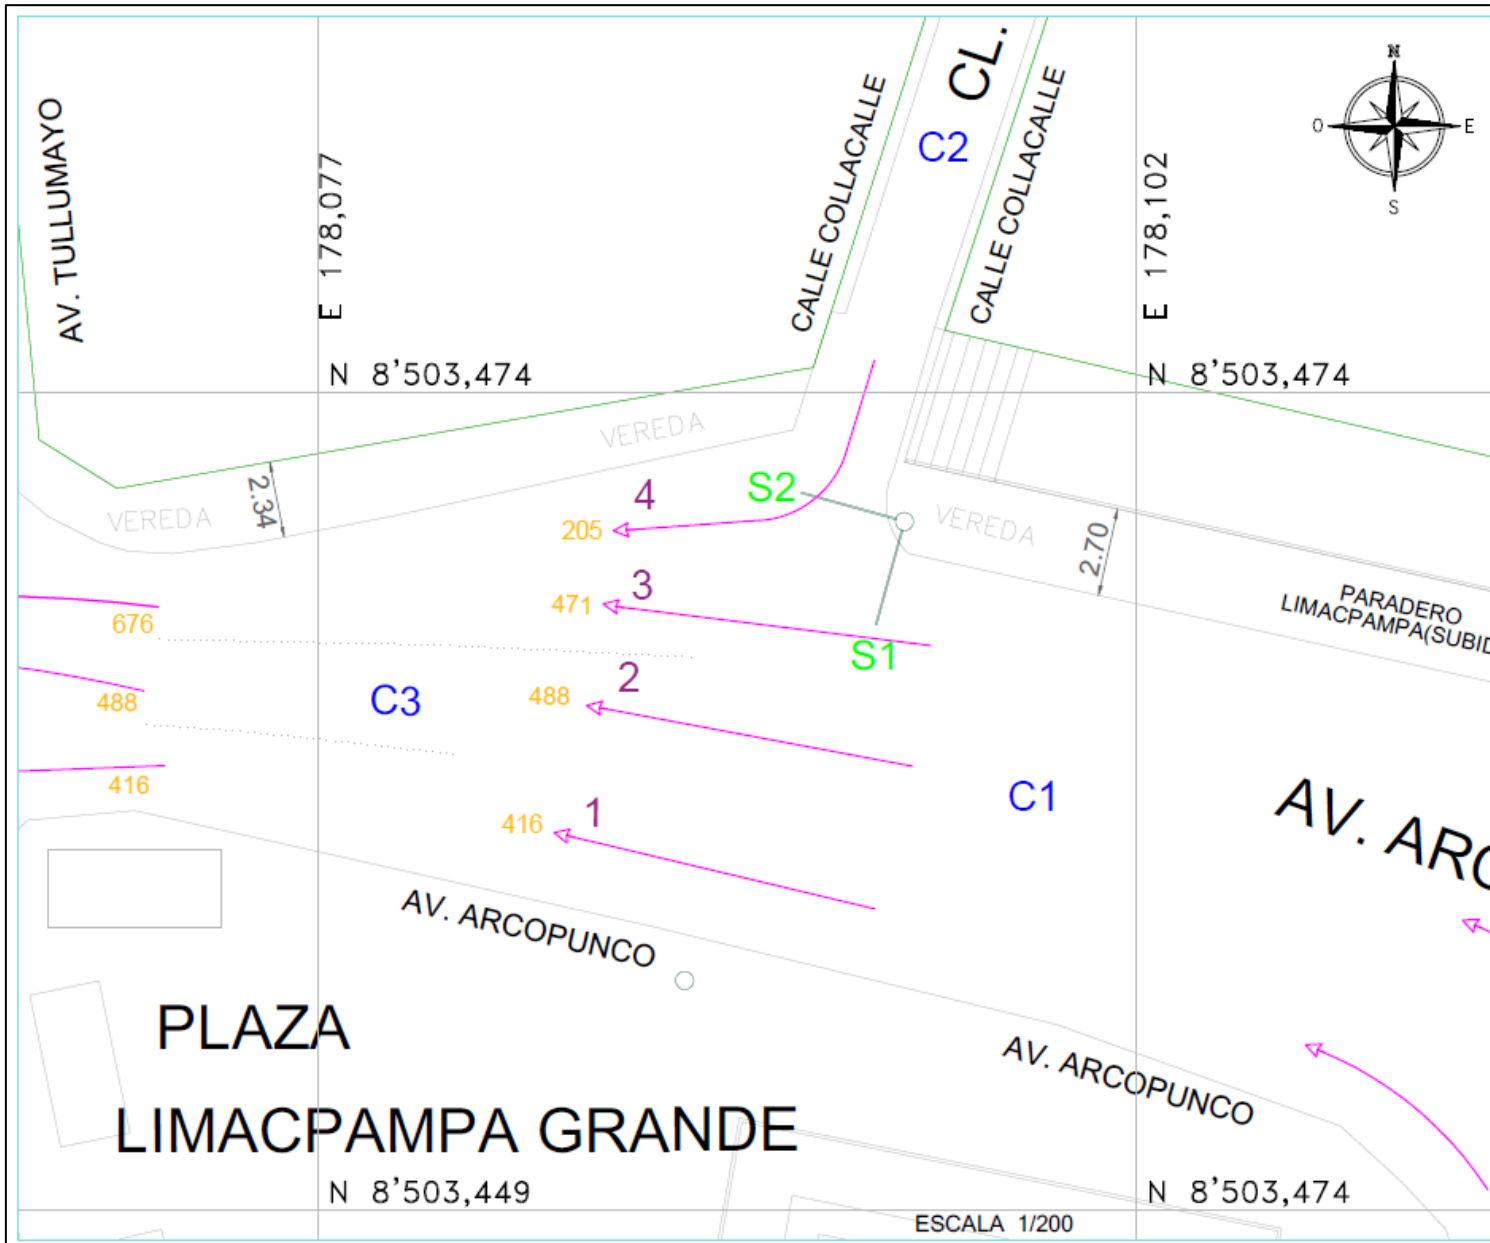 CL.
N
O
E
S
C2
AV. TULLUMAYO
E 178,077
CALLE COLLACALLE
CALLE COLLACALLE
E 178,102
N 8'503,474
N 8'503,474
VEREDA
4
S2
2.34
VEREDA
205
VEREDA
2.70
3
471
676
PARADERO
LIMACPAMPA(SUBID
S1
2
488
488
C3
416
1
416
C1
AV. ARC
AV. ARCOPUNCO
PLAZA
LIMACPAMPA GRANDE
AV. ARCOPUNCO
N 8'503,449
N 8'503,474
ESCALA 1/200